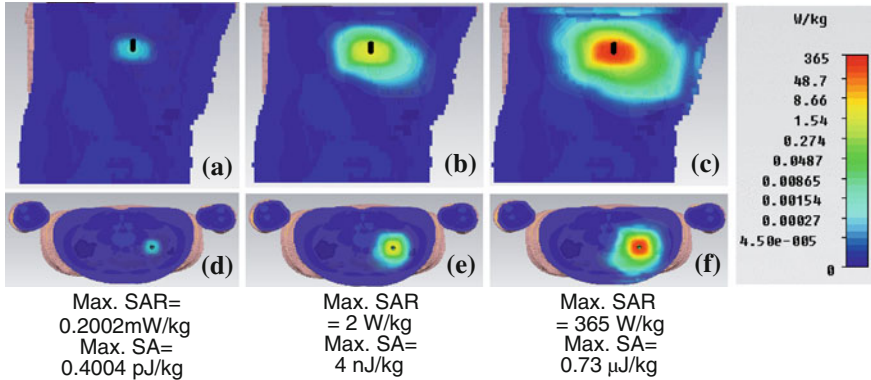 (a)
(b)
(c)
W/kg
365
48.7
8.66
1.54
0.274
0.0487
0.00865
0.00154
0.00027
4.50e-005
0
(d)
(e)
(f)
Max. SAR=
0.2002mW/kg
Max. SA=
0.4004 pJ/kg
Max. SAR
= 2 W/kg
Max. SA=
4 nJ/kg
Max. SAR
= 365 W/kg
Max. SA=
0.73 μJ/kg